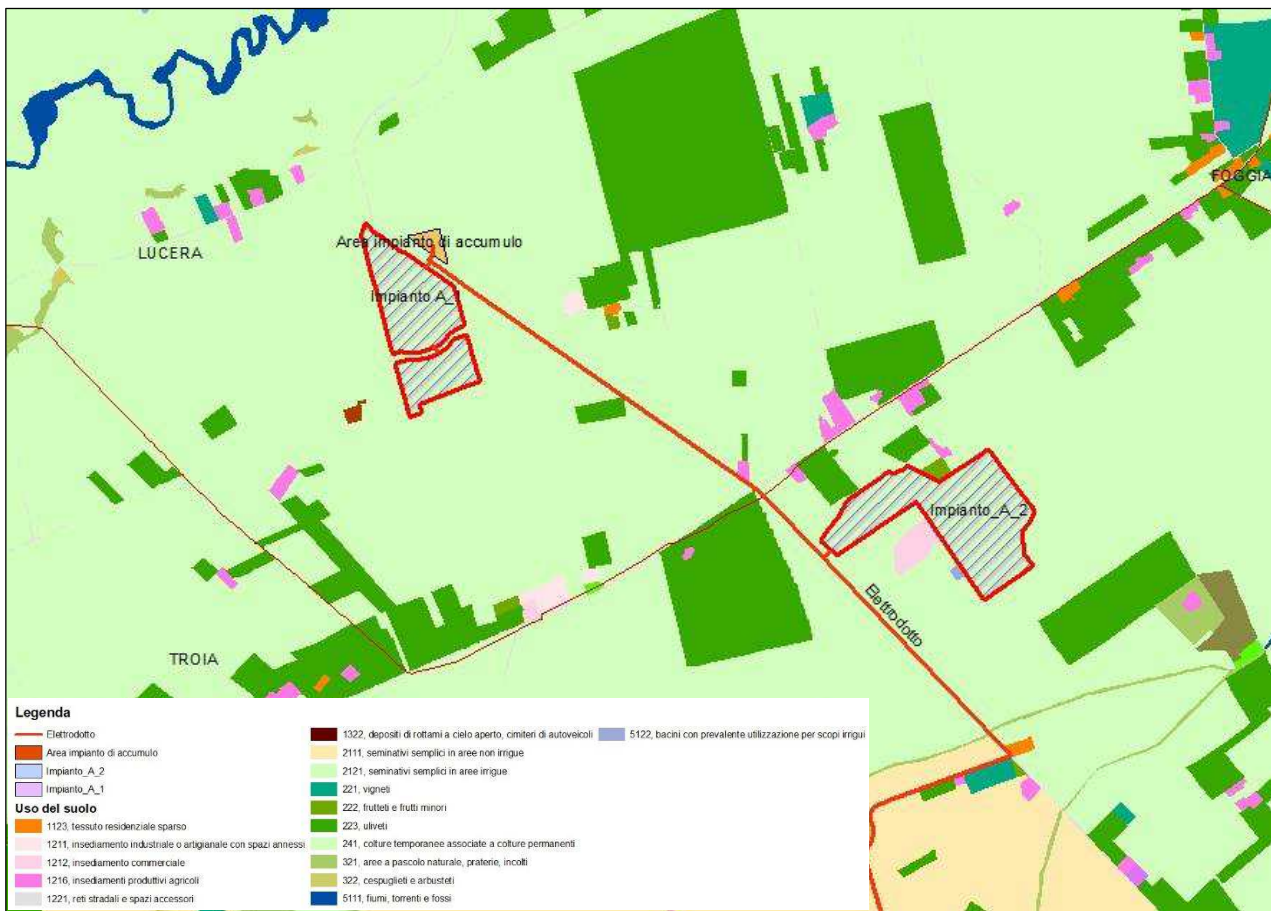 FOGGIA
LUCERA
Area impianto di accumulo
Impianto A_1
Impianto_A_2
Elettrodotto
TROIA
Legenda
Elettrodotto
Area impianto di accumulo
Impianto_A_2
Impianto_A_1
Uso del suolo
1123, tessuto residenziale sparso
1211, insediamento industriale o artigianale con spazi annessi
1212, insediamento commerciale
1216, insediamenti produttivi agricoli
1221, reti stradali e spazi accessori
1322, depositi di rottami a cielo aperto, cimiteri di autoveicoli
2111, seminativi semplici in aree non irrigue
2121, seminativi semplici in aree irrigue
221, vigneti
222, frutteti e frutti minori
223, uliveti
241, colture temporanee associate a colture permanenti
321, aree a pascolo naturale, praterie, incolti
322, cespuglieti e arbusteti
5111, fiumi, torrenti e fossi
5122, bacini con prevalente utilizzazione per scopi irrigui